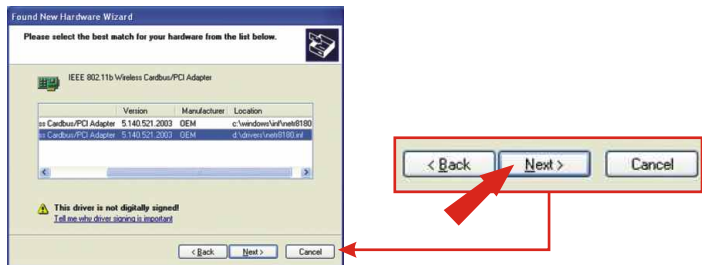 Found New Hardware Wizard
Please select the best match for your hardware from the list below.
IEEE 802.11b Wireless Cardbus/PCI Adapter
Version Manufacturer Location
ss Cardbus/PCI Adapter 5.140.521.2003 OEM c:\windows\inf\netr8180
ss Cardbus/PCI Adapter 5.140.521.2003 OEM d:\drivers\netr8180.inf
This driver is not digitally signed!
Tell me why driver signing is important
< Back Next > Cancel
< Back Next > Cancel